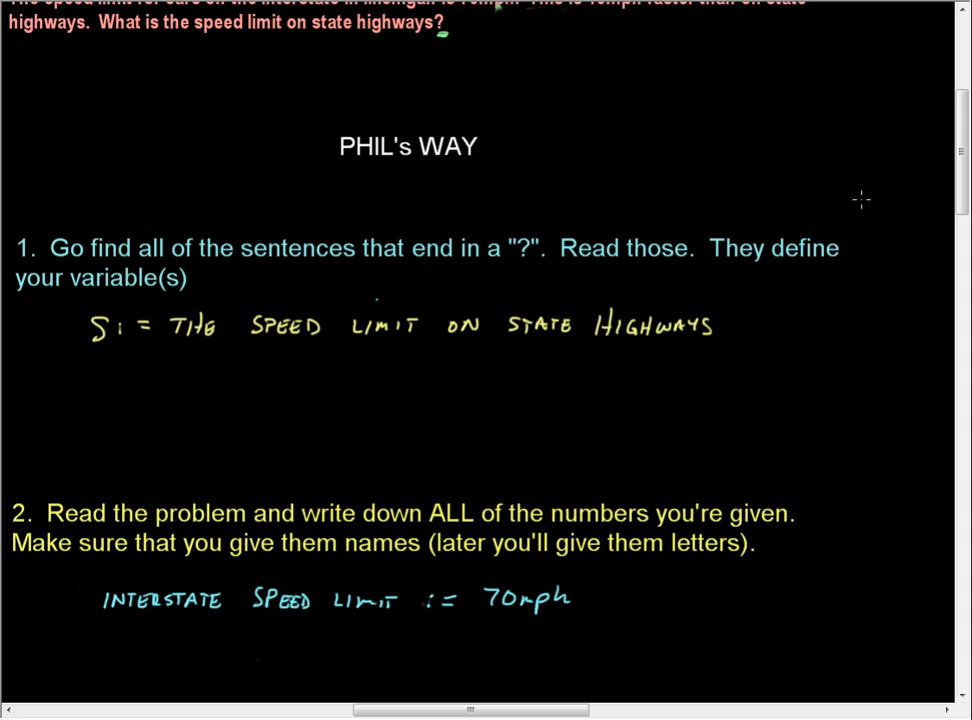 highways. What is the speed limit on state highways?
PHIL's WAY
1. Go find all of the sentences that end in a "?". Read those. They define
your variable(s)
S := THE SPEED LIMIT ON STATE HIGHWAYS
2. Read the problem and write down ALL of the numbers you're given.
Make sure that you give them names (later you'll give them letters).
INTERSTATE SPEED LIMIT := 70mph